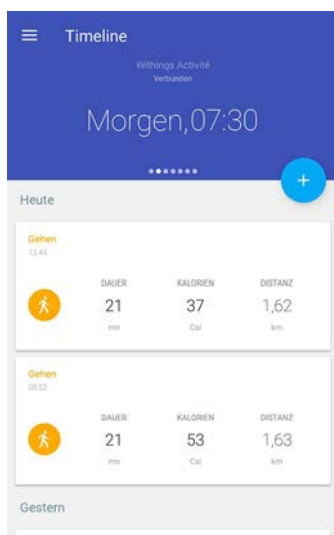 Timeline
Withings Activité
Verbunden
Morgen,07:30
Heute
Gehen
13:44
DAUER KALORIEN DISTANZ
21 37 1,62
mn Cal km
Gehen
08:52
DAUER KALORIEN DISTANZ
21 53 1,63
mn Cal km
Gestern